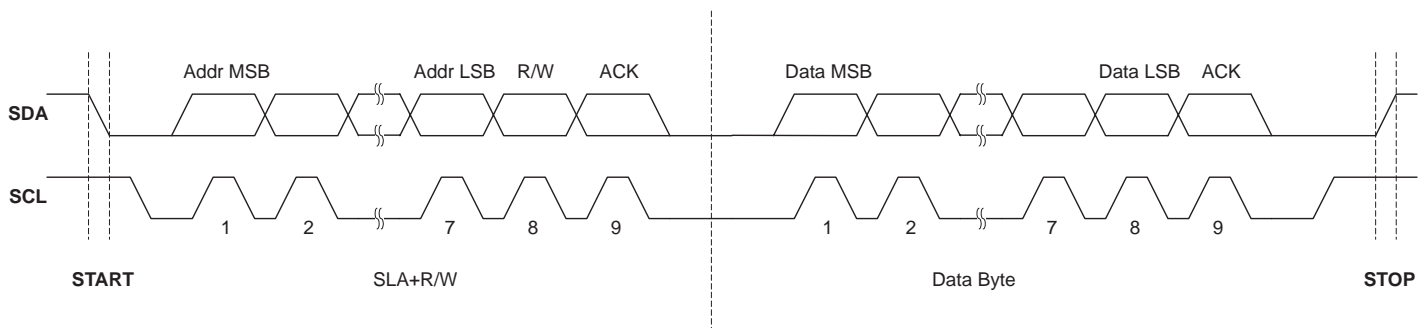 Addr MSB Addr LSB R/W ACK Data MSB Data LSB ACK
SDA
SCL
1 2 7 8 9 1 2 7 8 9
START SLA+R/W Data Byte STOP